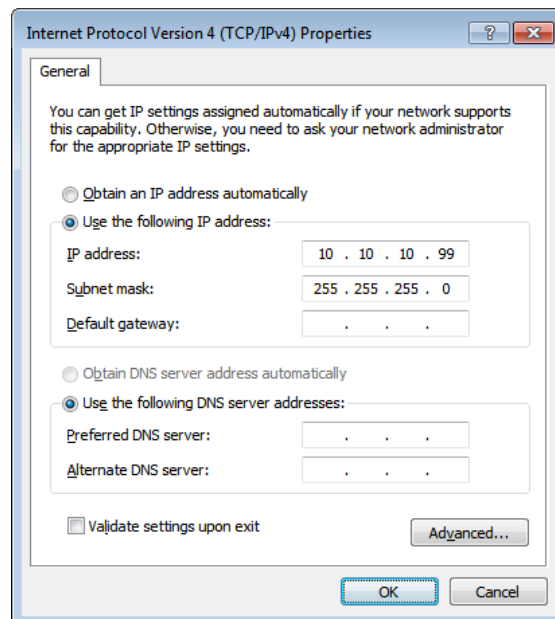 Internet Protocol Version 4 (TCP/IPv4) Properties
?
General
You can get IP settings assigned automatically if your network supports
this capability. Otherwise, you need to ask your network administrator
for the appropriate IP settings.
Obtain an IP address automatically
Use the following IP address:
IP address: 10 . 10 . 10 . 99
Subnet mask: 255 . 255 . 255 . 0
Default gateway: . . .
Obtain DNS server address automatically
Use the following DNS server addresses:
Preferred DNS server: . . .
Alternate DNS server: . . .
Validate settings upon exit
Advanced...
OK Cancel